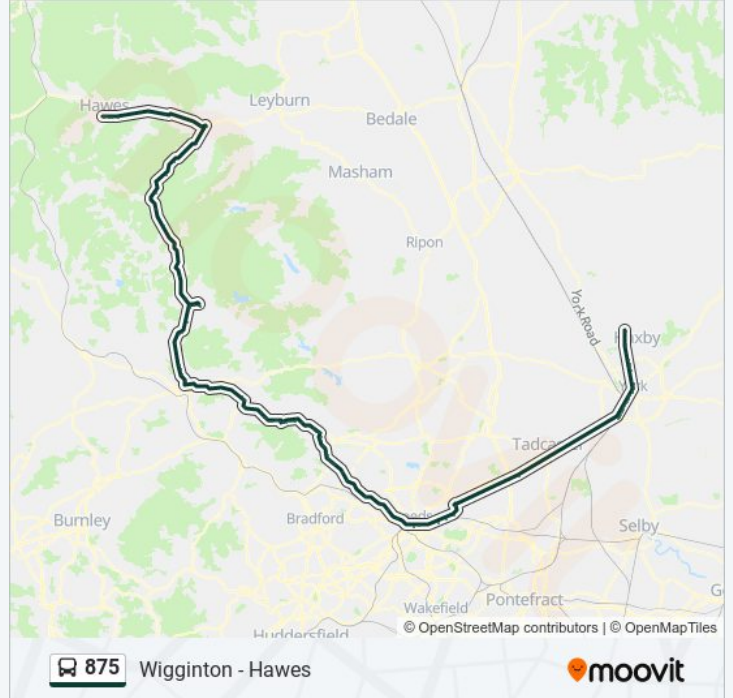 Hawes
Leyburn
Bedale
Masham
Ripon
York Road
York
Tadcaster
Burnley
Bradford
Selby
Wakefield
Pontefract
Huddersfield
© OpenStreetMap contributors | © OpenMapTiles
875 Wigginton - Hawes
moovit